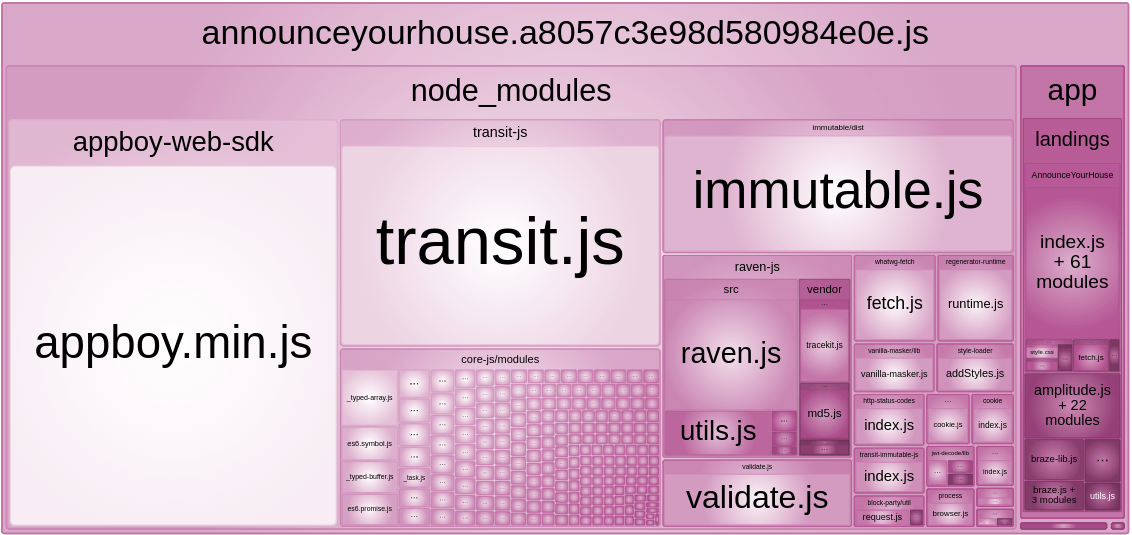 announceyourhouse.a8057c3e98d580984e0e.js
node_modules
app
appboy-web-sdk
appboy.min.js
transit-js
transit.js
core-js/modules
_typed-array.js
es6.symbol.js
_typed-buffer.js
es6.promise.js
...
...
...
...
_task.js
...
...
immutable/dist
immutable.js
raven-js
src
raven.js
utils.js
vendor
...
tracekit.js
md5.js
validate.js
validate.js
whatwg-fetch
fetch.js
regenerator-runtime
runtime.js
vanilla-masker/lib
vanilla-masker.js
style-loader
addStyles.js
http-status-codes
index.js
...
cookie.js
cookie
index.js
transit-immutable-js
index.js
jwt-decode/lib
...
...
index.js
block-party/util
request.js
process
browser.js
landings
AnnounceYourHouse
index.js
+ 61
modules
style.css
fetch.js
amplitude.js
+ 22
modules
braze-lib.js
...
braze.js +
3 modules
utils.js